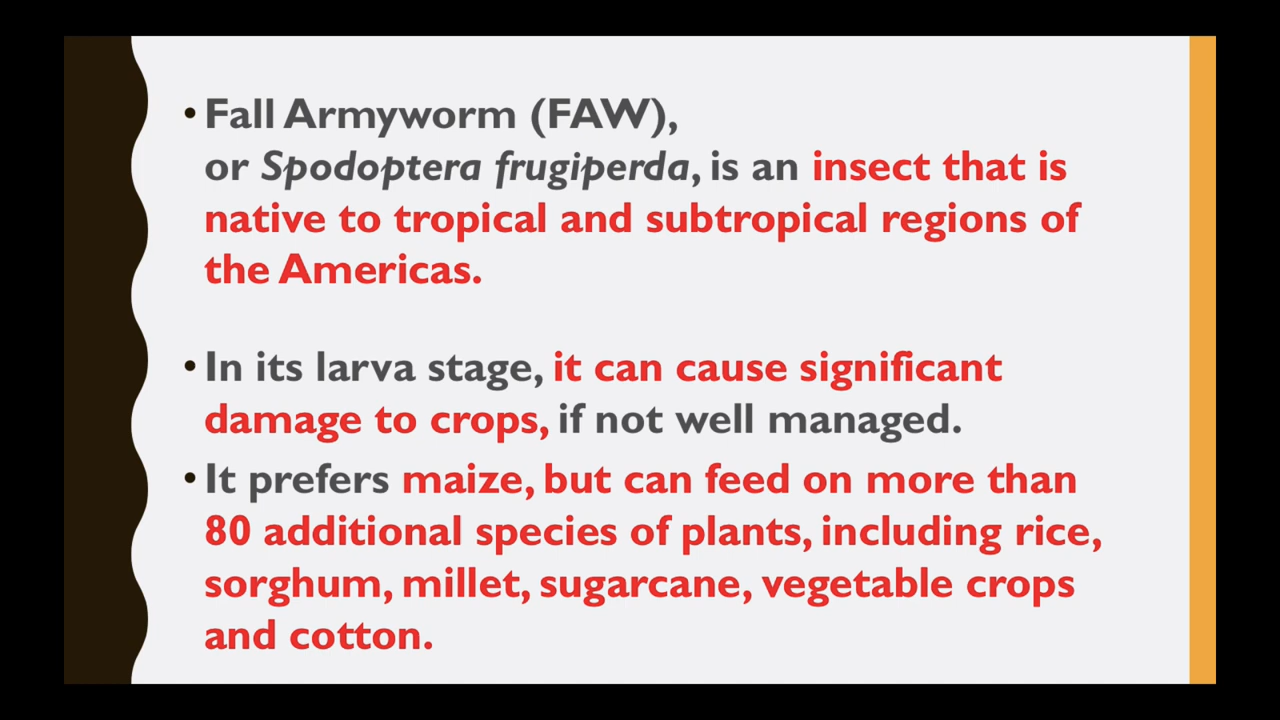 • Fall Armyworm (FAW),
or Spodoptera frugiperda, is an insect that is
native to tropical and subtropical regions of
the Americas.
• In its larva stage, it can cause significant
damage to crops, if not well managed.
• It prefers maize, but can feed on more than
80 additional species of plants, including rice,
sorghum, millet, sugarcane, vegetable crops
and cotton.